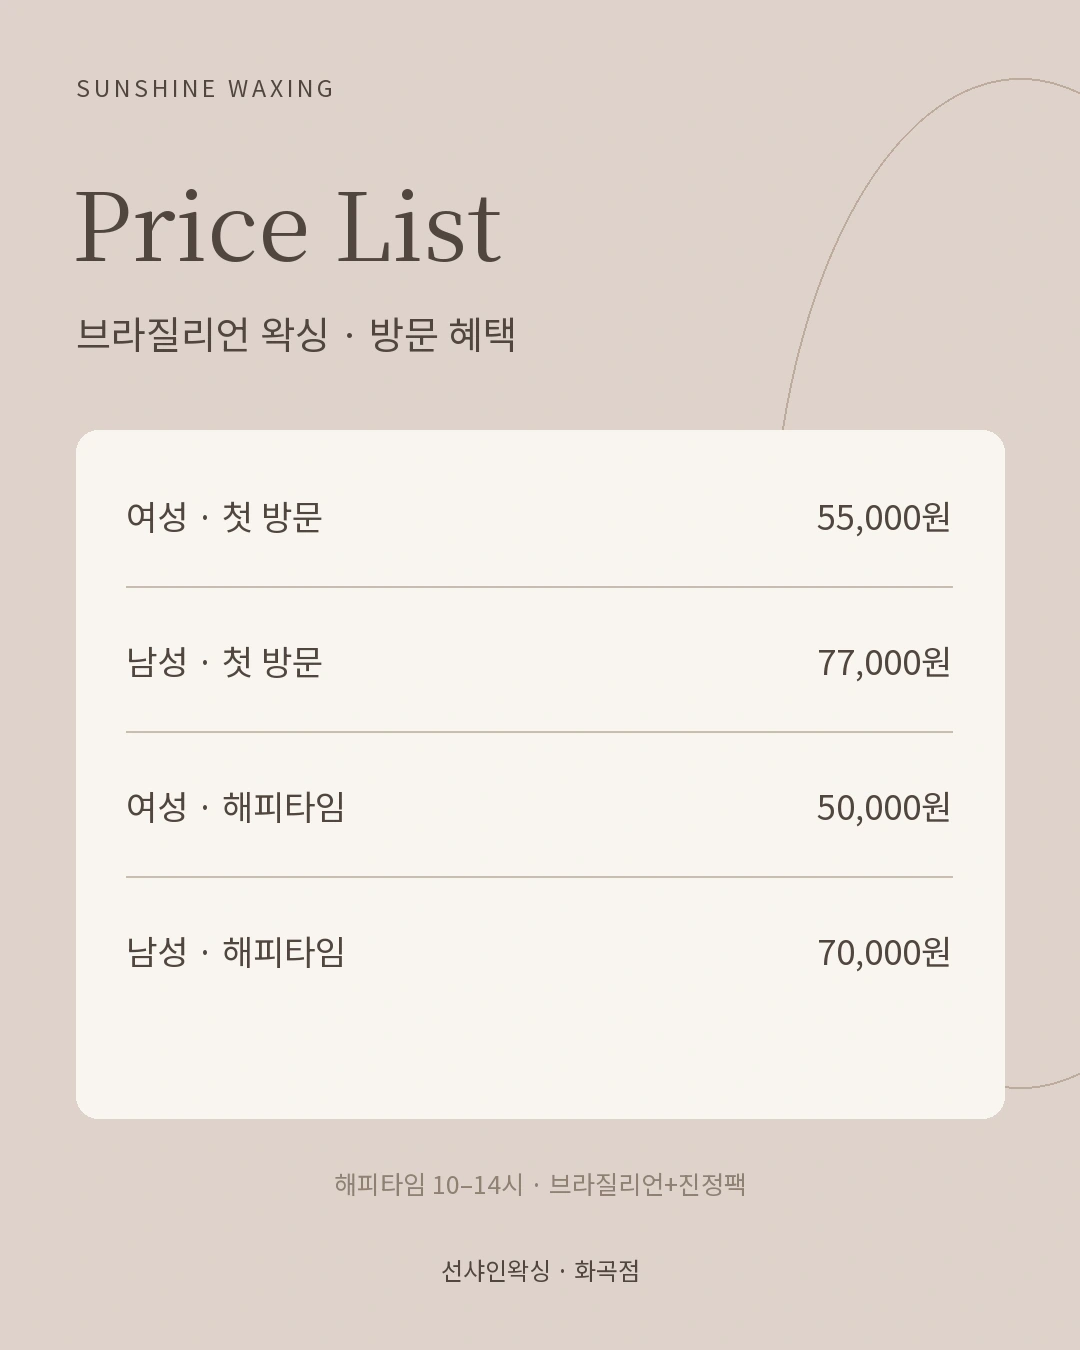 SUNSHINE WAXING
Price List
브라질리언 왁싱 · 방문 혜택
여성 · 첫 방문 55,000원
남성 · 첫 방문 77,000원
여성 · 해피타임 50,000원
남성 · 해피타임 70,000원
해피타임 10–14시 · 브라질리언+진정팩
선샤인왁싱 · 화곡점